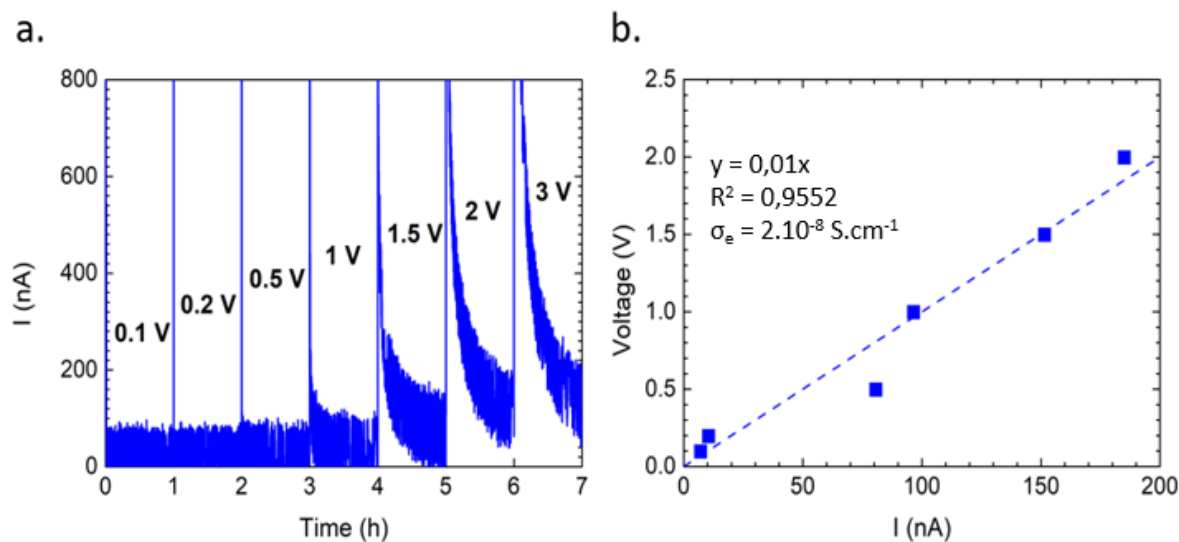 a.
800
600
400
200
0
I (nA)
0.1 V
0.2 V
0.5 V
1 V
1.5 V
2 V
3 V
0 1 2 3 4 5 6 7
Time (h)
b.
2.5
2.0
1.5
1.0
0.5
0.0
Voltage (V)
y = 0,01x
R² = 0,9552
σₑ = 2.10⁻⁸ S.cm⁻¹
0 50 100 150 200
I (nA)